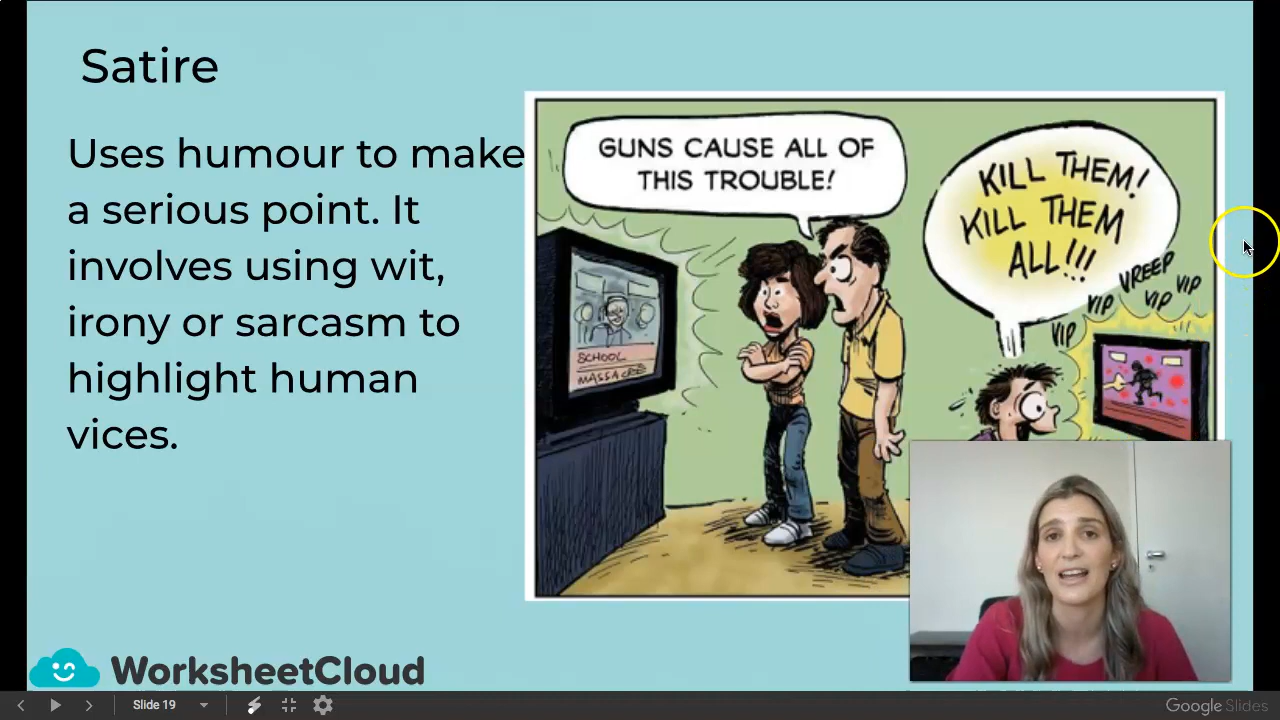 Satire
Uses humour to make
a serious point. It
involves using wit,
irony or sarcasm to
highlight human
vices.
GUNS CAUSE ALL OF
THIS TROUBLE!
KILL THEM!
KILL THEM
ALL!!!
VIP
VREEP
VIP
VIP
VIP
SCHOOL
MASSACRE
WorksheetCloud
Slide 19
Google Slides